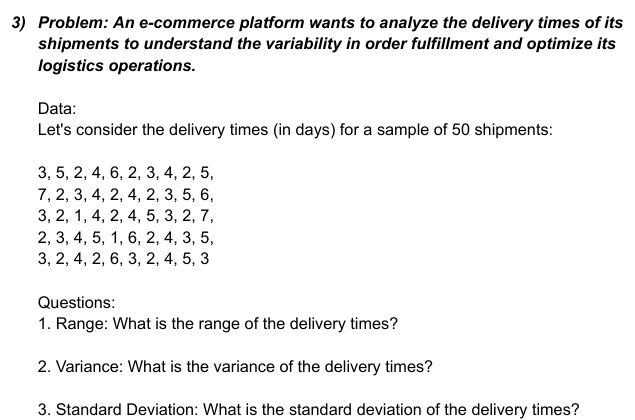 3) Problem: An e-commerce platform wants to analyze the delivery times of its
shipments to understand the variability in order fulfillment and optimize its
logistics operations.
Data:
Let's consider the delivery times (in days) for a sample of 50 shipments:
3, 5, 2, 4, 6, 2, 3, 4, 2, 5,
7, 2, 3, 4, 2, 4, 2, 3, 5, 6,
3, 2, 1, 4, 2, 4, 5, 3, 2, 7,
2, 3, 4, 5, 1, 6, 2, 4, 3, 5,
3, 2, 4, 2, 6, 3, 2, 4, 5, 3
Questions:
1. Range: What is the range of the delivery times?
2. Variance: What is the variance of the delivery times?
3. Standard Deviation: What is the standard deviation of the delivery times?